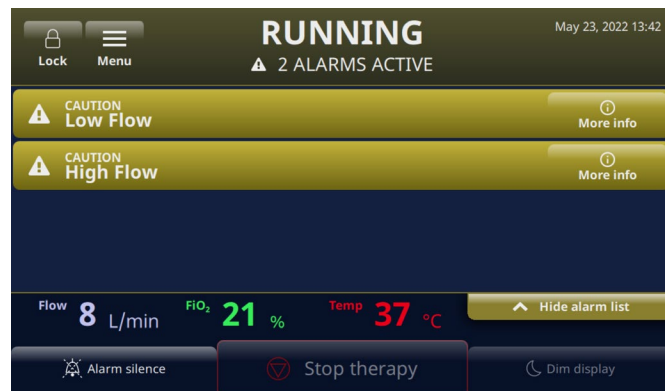 Lock
Menu
RUNNING
2 ALARMS ACTIVE
May 23, 2022 13:42
CAUTION
Low Flow
More info
CAUTION
High Flow
More info
Flow 8 L/min
FiO₂ 21 %
Temp 37 °C
Hide alarm list
Alarm silence
Stop therapy
Dim display